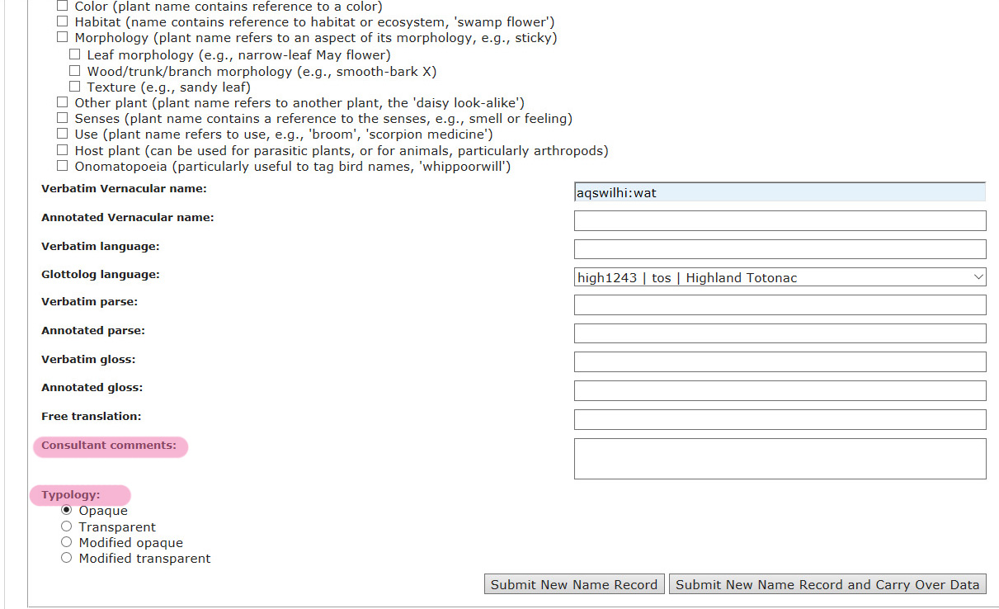 Color (plant name contains reference to a color)
Habitat (name contains reference to habitat or ecosystem, 'swamp flower')
Morphology (plant name refers to an aspect of its morphology, e.g., sticky)
Leaf morphology (e.g., narrow-leaf May flower)
Wood/trunk/branch morphology (e.g., smooth-bark X)
Texture (e.g., sandy leaf)
Other plant (plant name refers to another plant, the 'daisy look-alike')
Senses (plant name contains a reference to the senses, e.g., smell or feeling)
Use (plant name refers to use, e.g., 'broom', 'scorpion medicine')
Host plant (can be used for parasitic plants, or for animals, particularly arthropods)
Onomatopoeia (particularly useful to tag bird names, 'whippoorwill')
Verbatim Vernacular name: aqswilhi:wat
Annotated Vernacular name:
Verbatim language:
Glottolog language: high1243 | tos | Highland Totonac
Verbatim parse:
Annotated parse:
Verbatim gloss:
Annotated gloss:
Free translation:
Consultant comments:
Typology:
Opaque
Transparent
Modified opaque
Modified transparent
Submit New Name Record Submit New Name Record and Carry Over Data